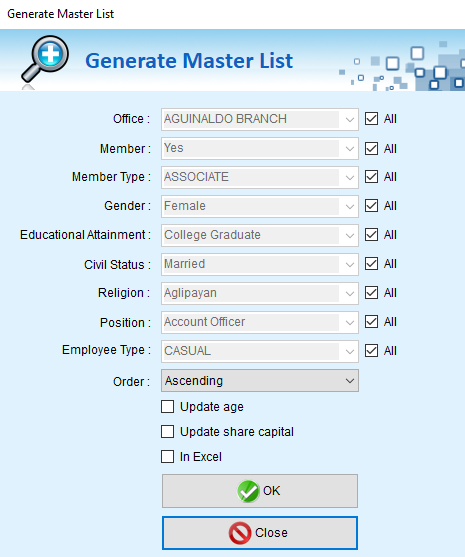 Generate Master List
Generate Master List
Office : AGUINALDO BRANCH All
Member : Yes All
Member Type : ASSOCIATE All
Gender : Female All
Educational Attainment : College Graduate All
Civil Status : Married All
Religion : Aglipayan All
Position : Account Officer All
Employee Type : CASUAL All
Order : Ascending
Update age
Update share capital
In Excel
OK
Close